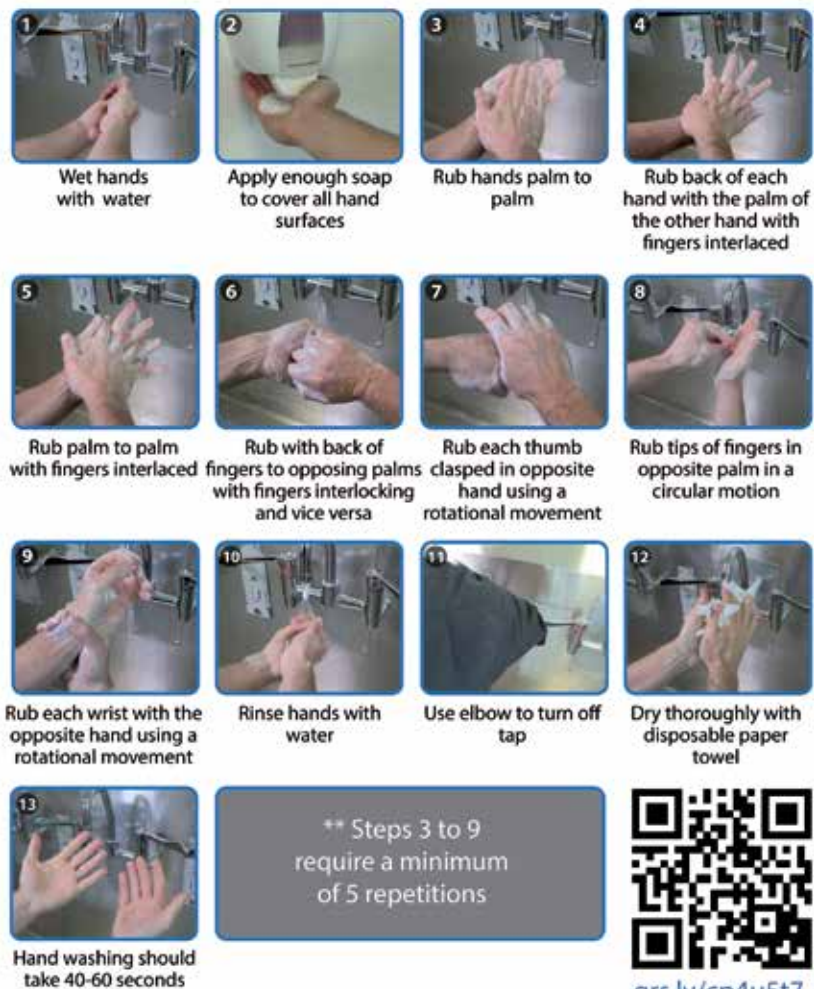 1
Wet hands
with water
2
Apply enough soap
to cover all hand
surfaces
3
Rub hands palm to
palm
4
Rub back of each
hand with the palm of
the other hand with
fingers interlaced
5
Rub palm to palm
with fingers interlaced
6
Rub with back of
fingers to opposing palms
with fingers interlocking
and vice versa
7
Rub each thumb
clasped in opposite
hand using a
rotational movement
8
Rub tips of fingers in
opposite palm in a
circular motion
9
Rub each wrist with the
opposite hand using a
rotational movement
10
Rinse hands with
water
11
Use elbow to turn off
tap
12
Dry thoroughly with
disposable paper
towel
13
Hand washing should
take 40-60 seconds
** Steps 3 to 9
require a minimum
of 5 repetitions